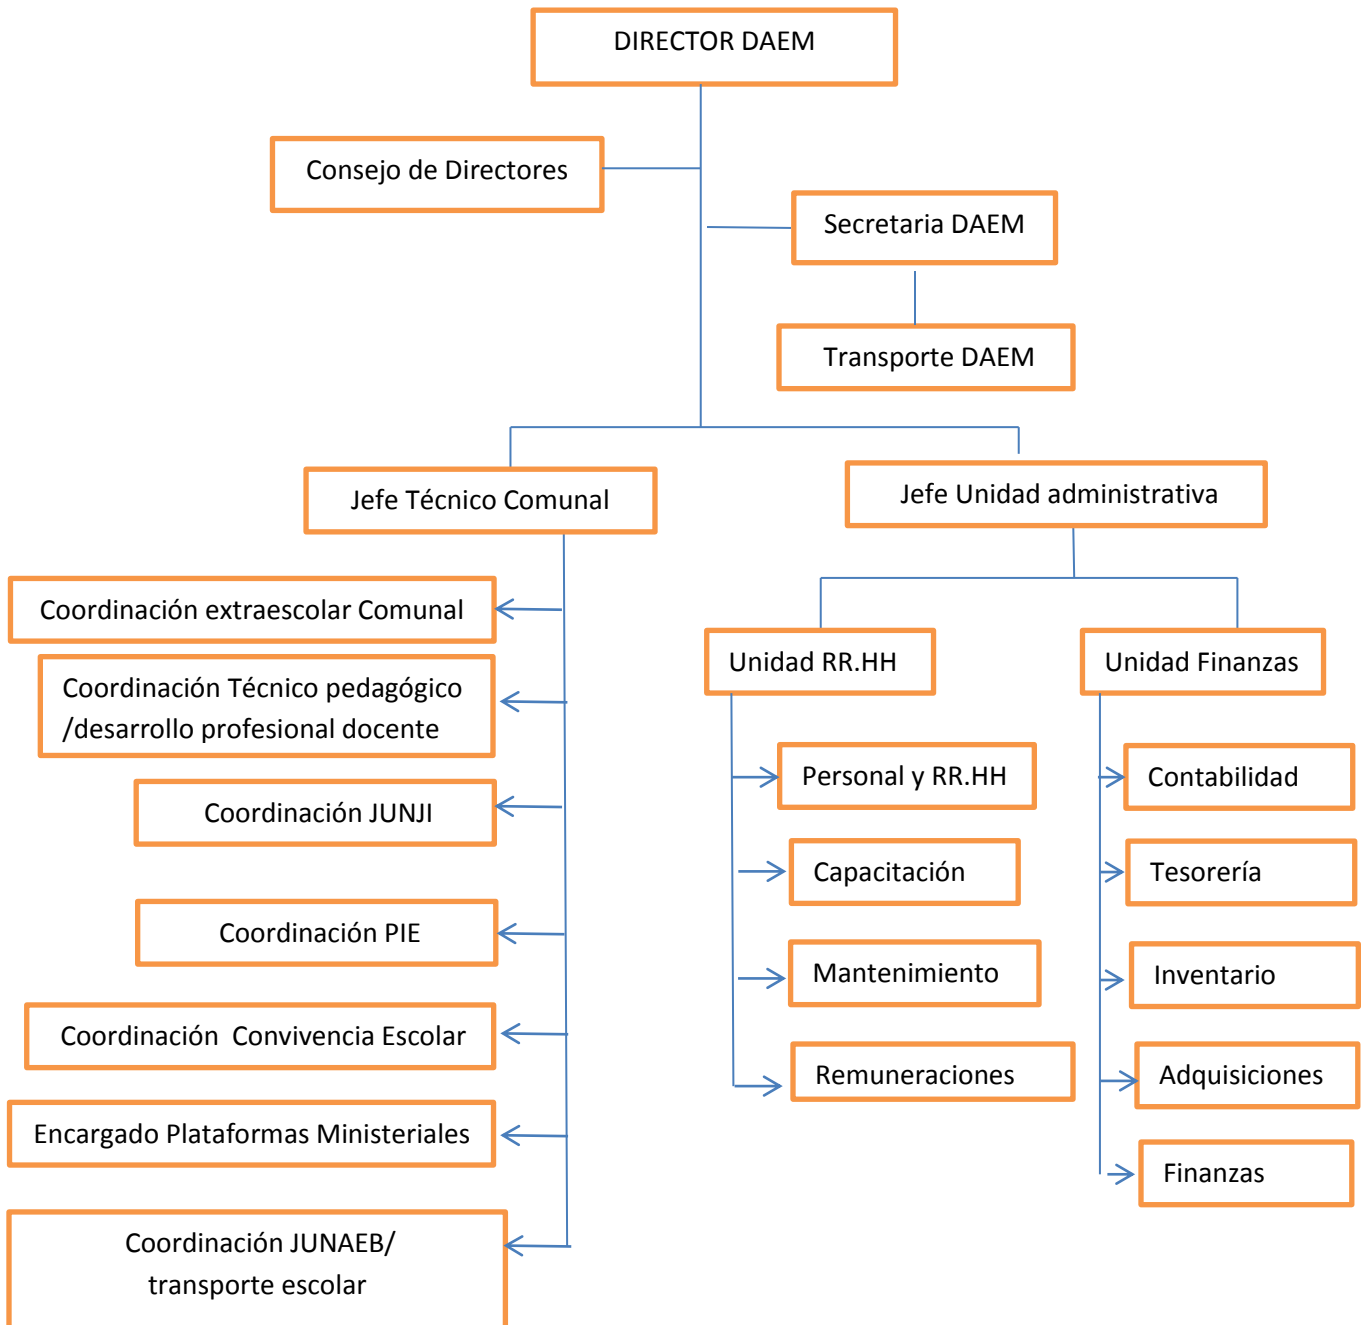 DIRECTOR DAEM
Consejo de Directores
Secretaria DAEM
Transporte DAEM
Jefe Técnico Comunal
Jefe Unidad administrativa
Coordinación extraescolar Comunal
Coordinación Técnico pedagógico
/desarrollo profesional docente
Coordinación JUNJI
Coordinación PIE
Coordinación Convivencia Escolar
Encargado Plataformas Ministeriales
Coordinación JUNAEB/
transporte escolar
Unidad RR.HH
Personal y RR.HH
Capacitación
Mantenimiento
Remuneraciones
Unidad Finanzas
Contabilidad
Tesorería
Inventario
Adquisiciones
Finanzas